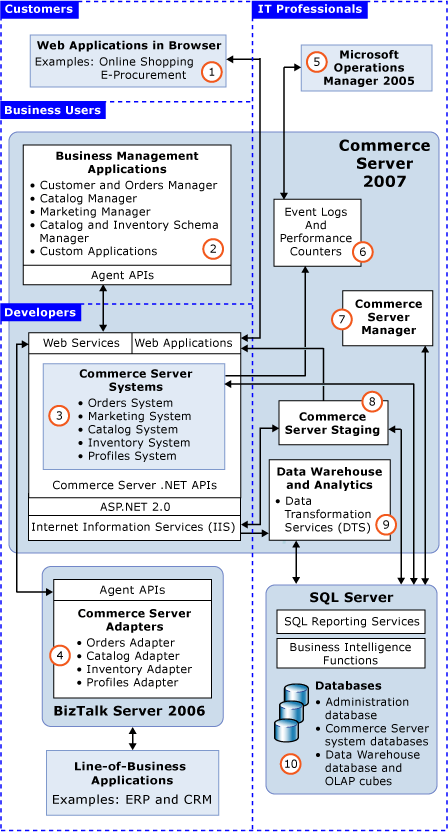 Customers
IT Professionals
Web Applications in Browser
Examples: Online Shopping
E-Procurement
1
5
Microsoft
Operations
Manager 2005
Business Users
Commerce
Server
2007
Business Management
Applications
• Customer and Orders Manager
• Catalog Manager
• Marketing Manager
• Catalog and Inventory Schema
Manager
• Custom Applications
2
Agent APIs
Event Logs
And
Performance
Counters
6
7
Commerce
Server
Manager
Developers
Web Services
Web Applications
Commerce Server
Systems
3
• Orders System
• Marketing System
• Catalog System
• Inventory System
• Profiles System
Commerce Server .NET APIs
ASP.NET 2.0
Internet Information Services (IIS)
8
Commerce
Server Staging
Data Warehouse
and Analytics
• Data
Transformation
Services (DTS)
9
Agent APIs
Commerce Server
Adapters
4
• Orders Adapter
• Catalog Adapter
• Inventory Adapter
• Profiles Adapter
BizTalk Server 2006
Line-of-Business
Applications
Examples: ERP and CRM
SQL Server
SQL Reporting Services
Business Intelligence
Functions
Databases
• Administration
database
• Commerce Server
system databases
• Data Warehouse
database and
OLAP cubes
10